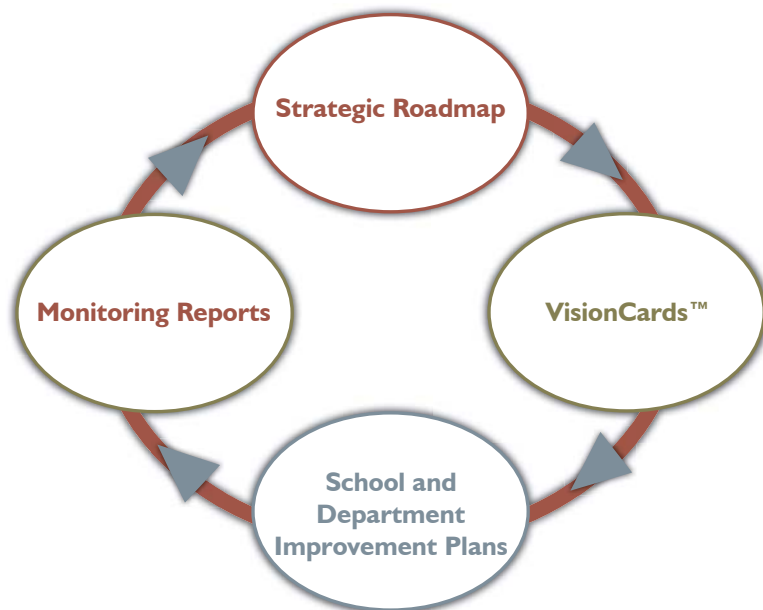 Strategic Roadmap
Monitoring Reports
VisionCards™
School and
Department
Improvement Plans